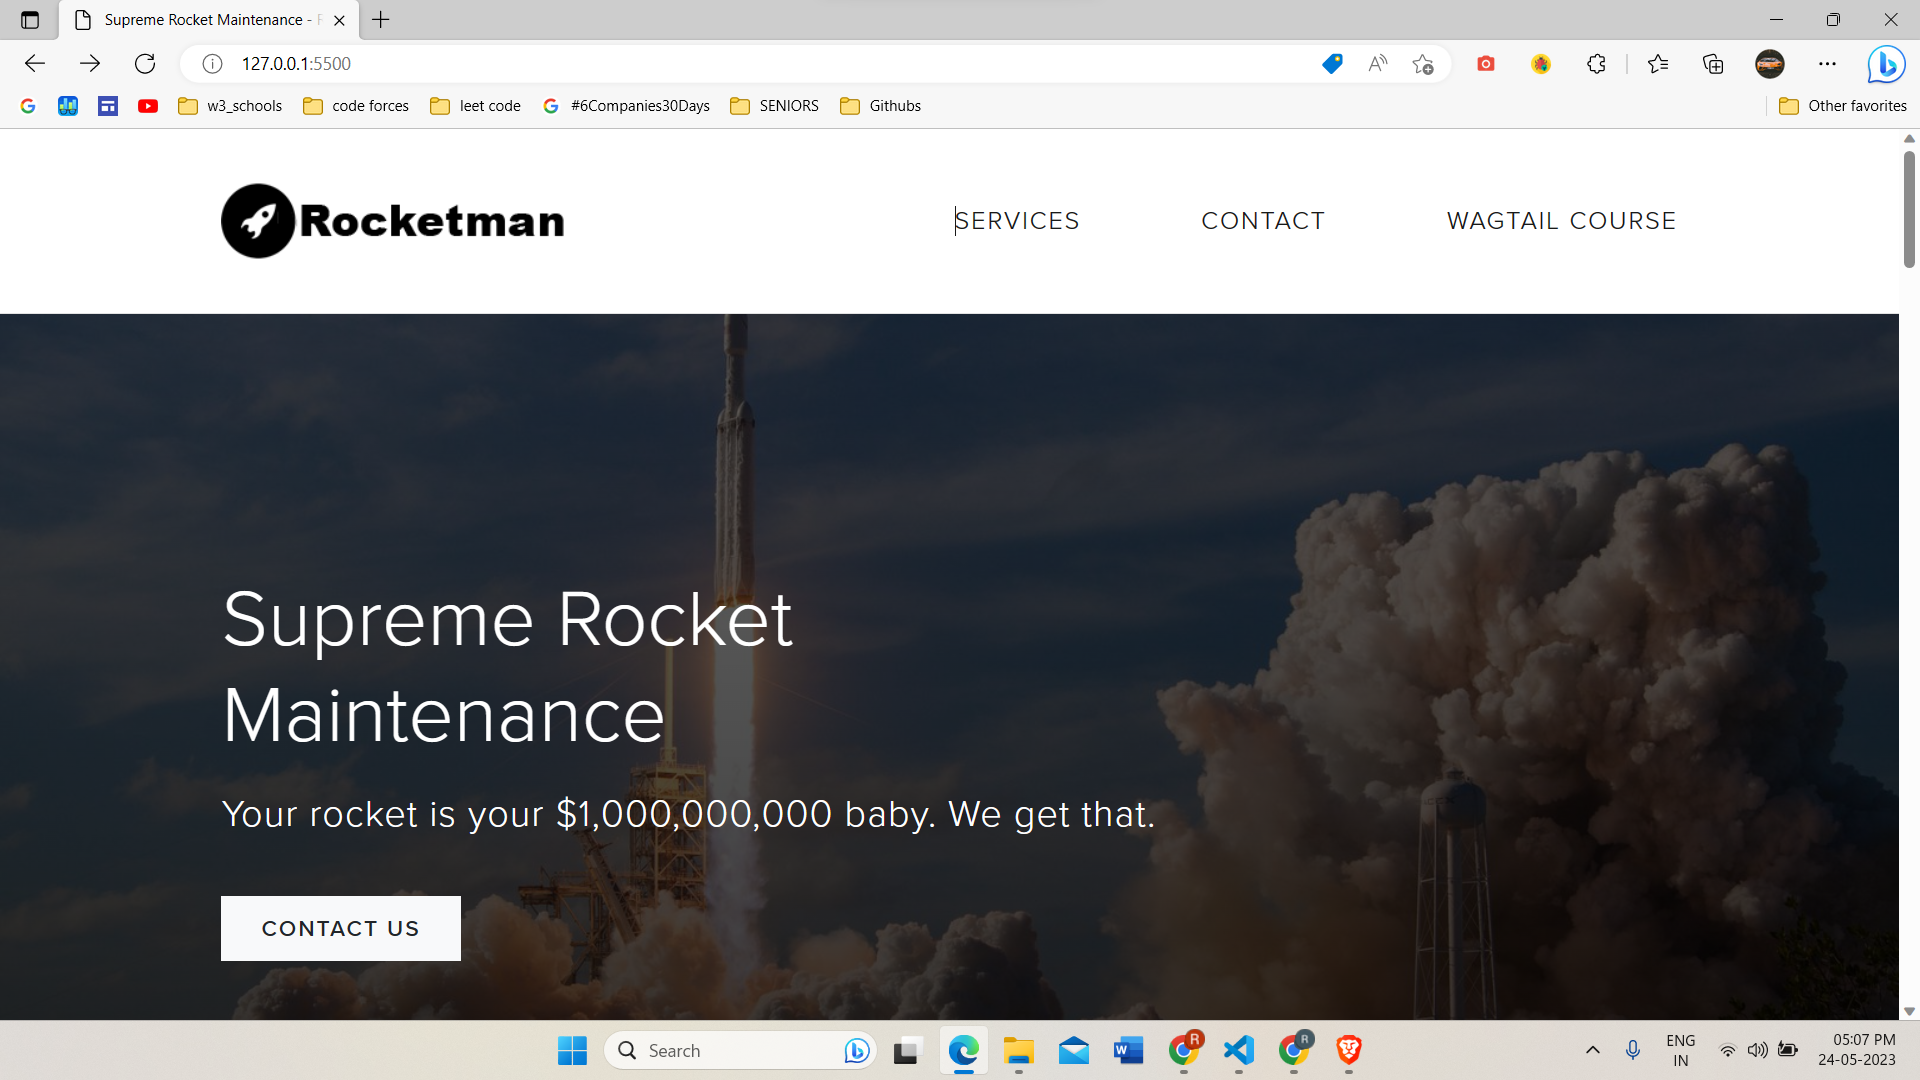 Supreme Rocket Maintenance -
127.0.0.1:5500
w3_schools
code forces
leet code
#6Companies30Days
SENIORS
Githubs
Other favorites
Rocketman
SERVICES
CONTACT
WAGTAIL COURSE
Supreme Rocket
Maintenance
Your rocket is your $1,000,000,000 baby. We get that.
CONTACT US
Search
ENG
IN
05:07 PM
24-05-2023